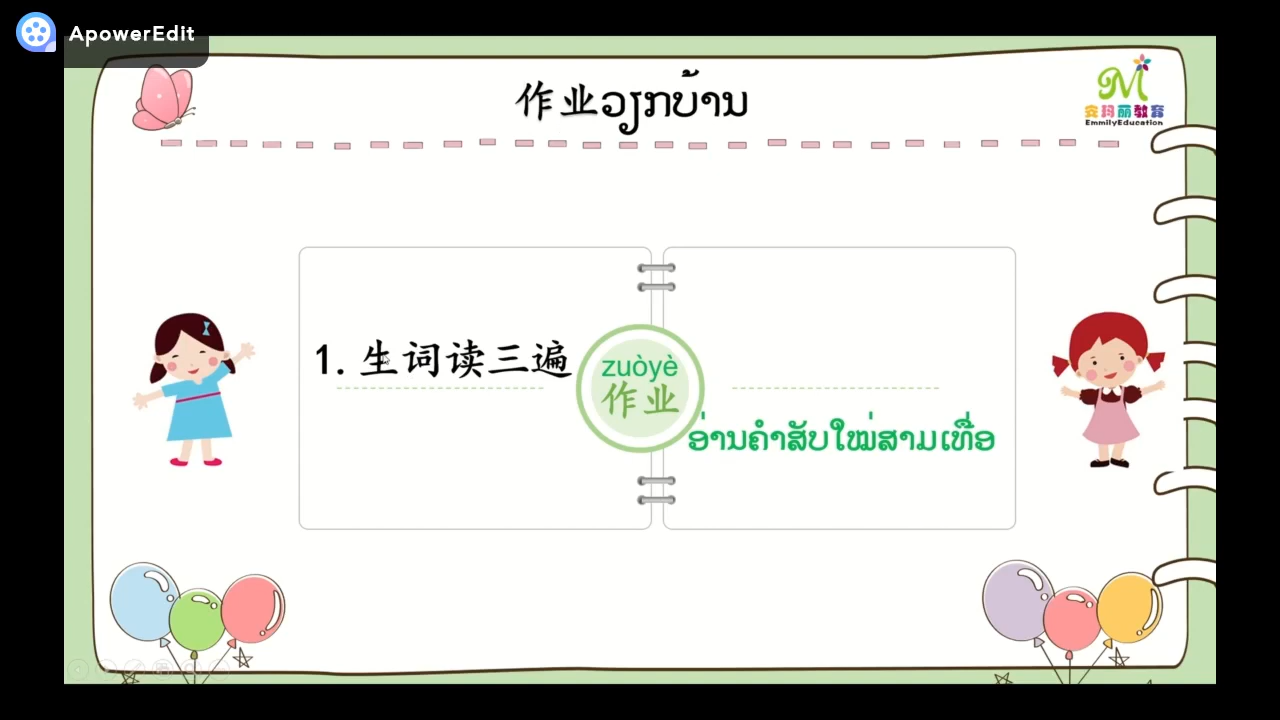 ApowerEdit
作业ວຽກບ້ານ
安玛丽教育
EmmilyEducation
1. 生词读三遍
zuòyè
作业
ອ່ານຄຳສັບໃໝ່ສາມເທື່ອ